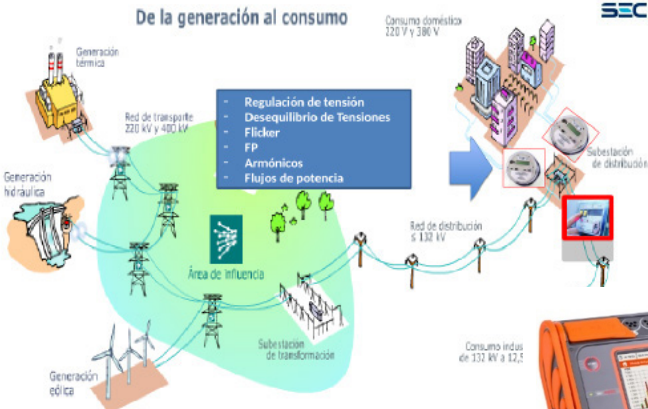 De la generación al consumo
SEC
Generación
térmica
Consumo doméstico
220 V y 380 V
Red de transporte
220 kV y 400 kV
- Regulación de tensión
- Desequilibrio de Tensiones
- Flicker
- FP
- Armónicos
- Flujos de potencia
Subestación
de distribución
Generación
hidráulica
Red de distribución
≤ 132 kV
Área de influencia
Subestación
de transformación
Consumo indus
de 132 kV a 12,5
Generación
eólica